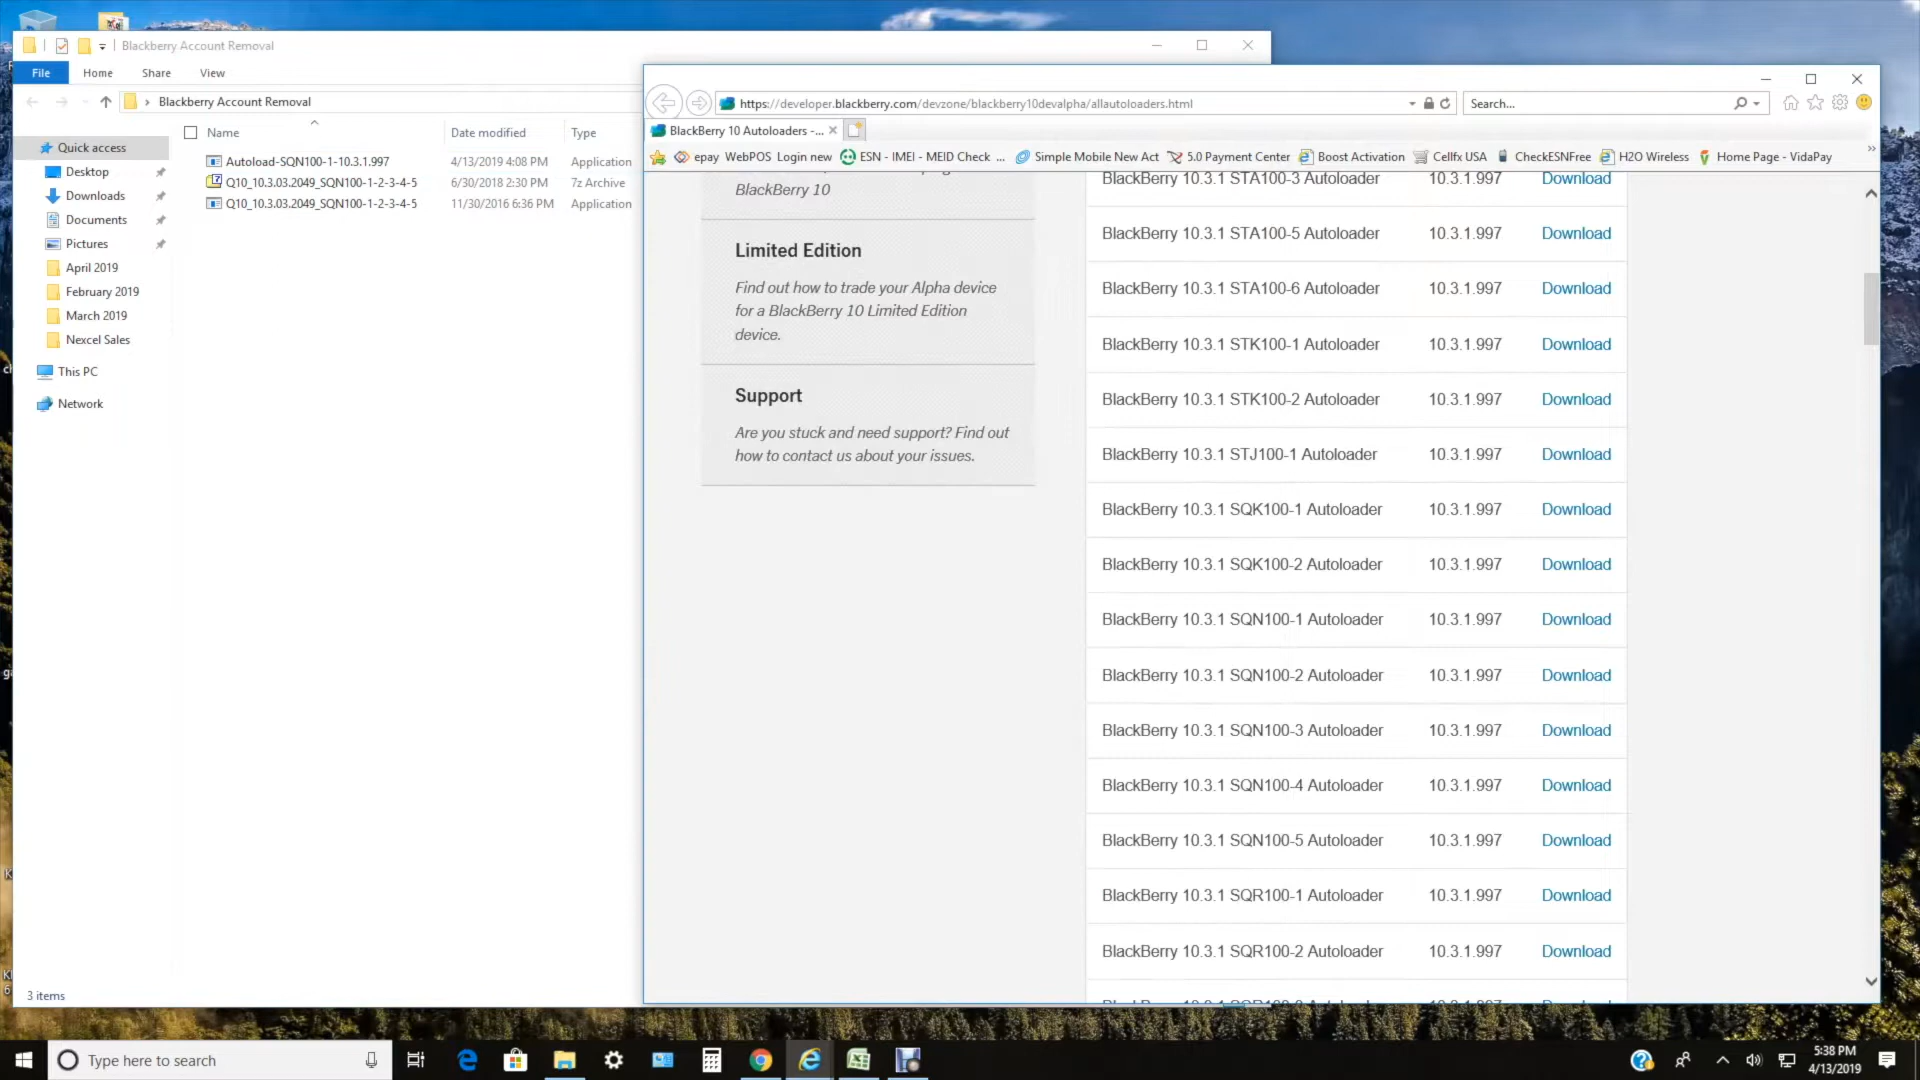 Blackberry Account Removal
File Home Share View
Blackberry Account Removal
Name Date modified Type
Quick access
Desktop
Downloads
Documents
Pictures
April 2019
February 2019
March 2019
Nexcel Sales
This PC
Network
Autoload-SQN100-1-10.3.1.997 4/13/2019 4:08 PM Application
Q10_10.3.03.2049_SQN100-1-2-3-4-5 6/30/2018 2:30 PM 7z Archive
Q10_10.3.03.2049_SQN100-1-2-3-4-5 11/30/2016 6:36 PM Application
3 items
https://developer.blackberry.com/devzone/blackberry10devalpha/allautoloaders.html Search...
BlackBerry 10 Autoloaders -...
epay WebPOS Login new ESN - IMEI - MEID Check ... Simple Mobile New Act 5.0 Payment Center Boost Activation Cellfx USA CheckESNFree H2O Wireless Home Page - VidaPay
BlackBerry 10
Limited Edition
Find out how to trade your Alpha device
for a BlackBerry 10 Limited Edition
device.
Support
Are you stuck and need support? Find out
how to contact us about your issues.
BlackBerry 10.3.1 STA100-3 Autoloader 10.3.1.997 Download
BlackBerry 10.3.1 STA100-5 Autoloader 10.3.1.997 Download
BlackBerry 10.3.1 STA100-6 Autoloader 10.3.1.997 Download
BlackBerry 10.3.1 STK100-1 Autoloader 10.3.1.997 Download
BlackBerry 10.3.1 STK100-2 Autoloader 10.3.1.997 Download
BlackBerry 10.3.1 STJ100-1 Autoloader 10.3.1.997 Download
BlackBerry 10.3.1 SQK100-1 Autoloader 10.3.1.997 Download
BlackBerry 10.3.1 SQK100-2 Autoloader 10.3.1.997 Download
BlackBerry 10.3.1 SQN100-1 Autoloader 10.3.1.997 Download
BlackBerry 10.3.1 SQN100-2 Autoloader 10.3.1.997 Download
BlackBerry 10.3.1 SQN100-3 Autoloader 10.3.1.997 Download
BlackBerry 10.3.1 SQN100-4 Autoloader 10.3.1.997 Download
BlackBerry 10.3.1 SQN100-5 Autoloader 10.3.1.997 Download
BlackBerry 10.3.1 SQR100-1 Autoloader 10.3.1.997 Download
BlackBerry 10.3.1 SQR100-2 Autoloader 10.3.1.997 Download
Type here to search
5:38 PM
4/13/2019